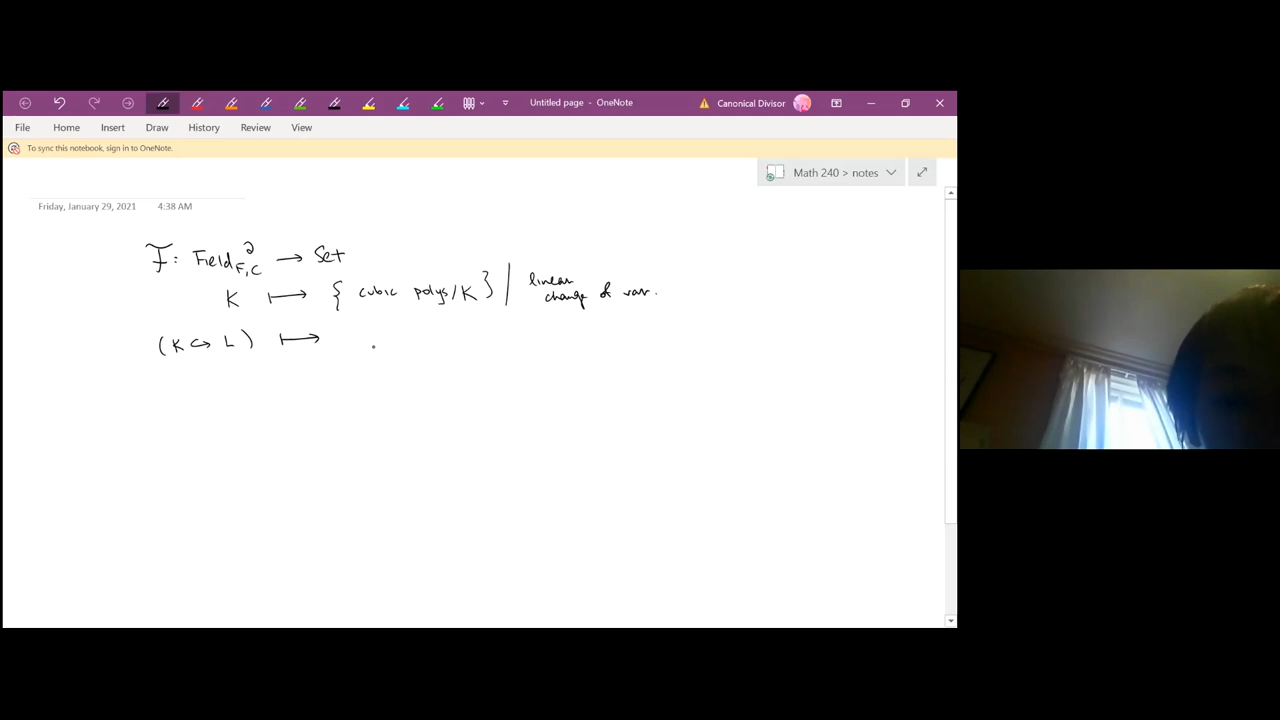 Untitled page - OneNote
Canonical Divisor
File Home Insert Draw History Review View
To sync this notebook, sign in to OneNote.
Math 240 > notes
Friday, January 29, 2021 4:38 AM
F: Field_{F,C}^∂ → Set
K ↦ { cubic polys/K } | linear change of var.
(K ↪ L) ↦